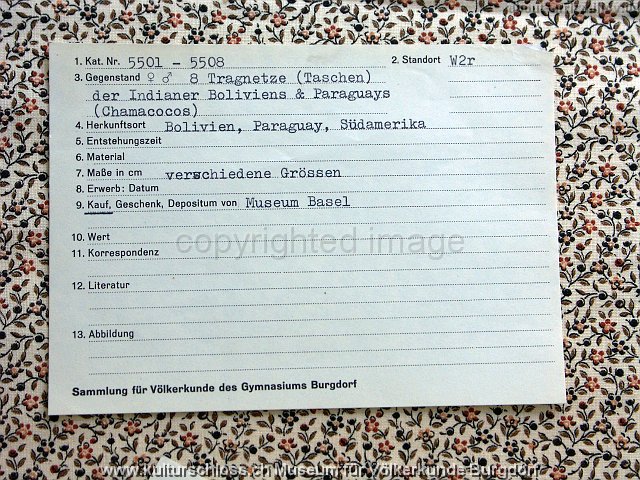 1. Kat. Nr. 5501 - 5508 2. Standort W2r
3. Gegenstand ♀ ♂ 8 Tragnetze (Taschen)
der Indianer Boliviens & Paraguays
(Chamacocos)
4. Herkunftsort Bolivien, Paraguay, Südamerika
5. Entstehungszeit
6. Material
7. Maße in cm verschiedene Grössen
8. Erwerb: Datum
9. Kauf, Geschenk, Depositum von Museum Basel
10. Wert
copyrighted image
11. Korrespondenz
12. Literatur
13. Abbildung
Sammlung für Völkerkunde des Gymnasiums Burgdorf
www.kulturschloss.ch Museum für Völkerkunde Burgdorf